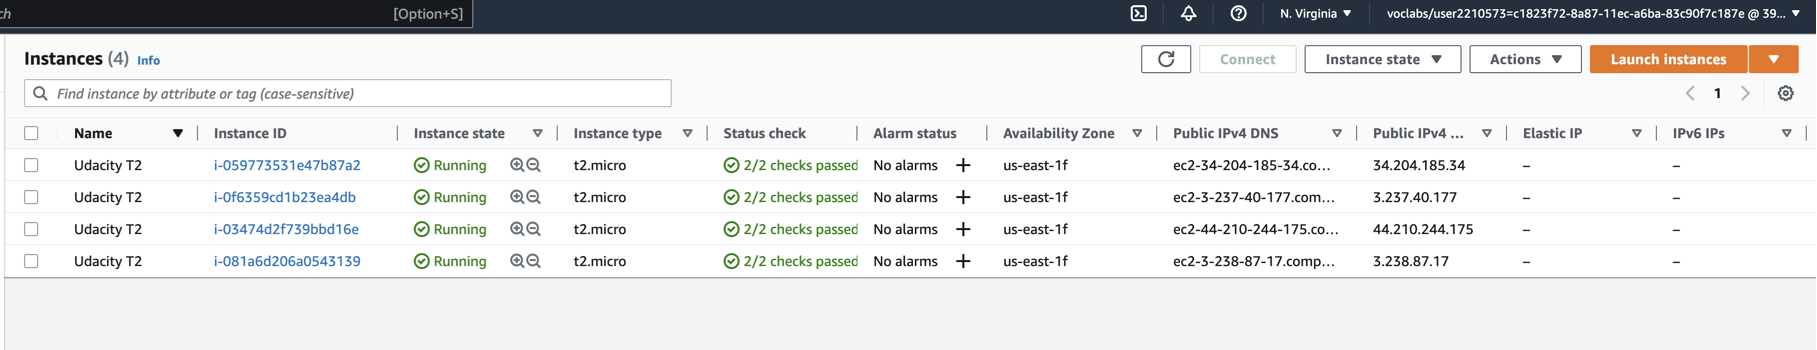 ch [Option+S] N. Virginia voclabs/user2210573=c1823f72-8a87-11ec-a6ba-83c90f7c187e @ 39...
Instances (4) Info Connect Instance state Actions Launch instances
Find instance by attribute or tag (case-sensitive) 1
Name Instance ID Instance state Instance type Status check Alarm status Availability Zone Public IPv4 DNS Public IPv4 ... Elastic IP IPv6 IPs
Udacity T2 i-059773531e47b87a2 Running t2.micro 2/2 checks passed No alarms + us-east-1f ec2-34-204-185-34.co... 34.204.185.34 – –
Udacity T2 i-0f6359cd1b23ea4db Running t2.micro 2/2 checks passed No alarms + us-east-1f ec2-3-237-40-177.com... 3.237.40.177 – –
Udacity T2 i-03474d2f739bbd16e Running t2.micro 2/2 checks passed No alarms + us-east-1f ec2-44-210-244-175.co... 44.210.244.175 – –
Udacity T2 i-081a6d206a0543139 Running t2.micro 2/2 checks passed No alarms + us-east-1f ec2-3-238-87-17.comp... 3.238.87.17 – –